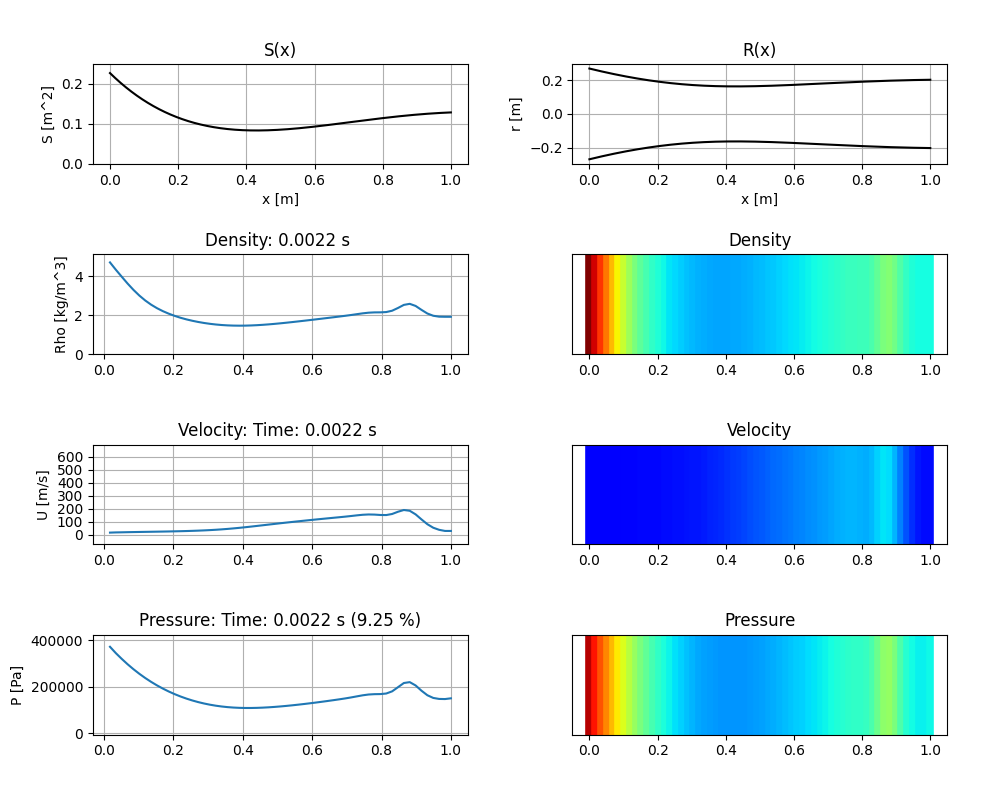 S(x)
S [m^2]
0.2
0.1
0.0
0.0 0.2 0.4 0.6 0.8 1.0
x [m]
R(x)
r [m]
0.2
0.0
−0.2
0.0 0.2 0.4 0.6 0.8 1.0
x [m]
Density: 0.0022 s
Rho [kg/m^3]
4
2
0
0.0 0.2 0.4 0.6 0.8 1.0
Density
0.0 0.2 0.4 0.6 0.8 1.0
Velocity: Time: 0.0022 s
U [m/s]
600
500
400
300
200
100
0
0.0 0.2 0.4 0.6 0.8 1.0
Velocity
0.0 0.2 0.4 0.6 0.8 1.0
Pressure: Time: 0.0022 s (9.25 %)
P [Pa]
400000
200000
0
0.0 0.2 0.4 0.6 0.8 1.0
Pressure
0.0 0.2 0.4 0.6 0.8 1.0